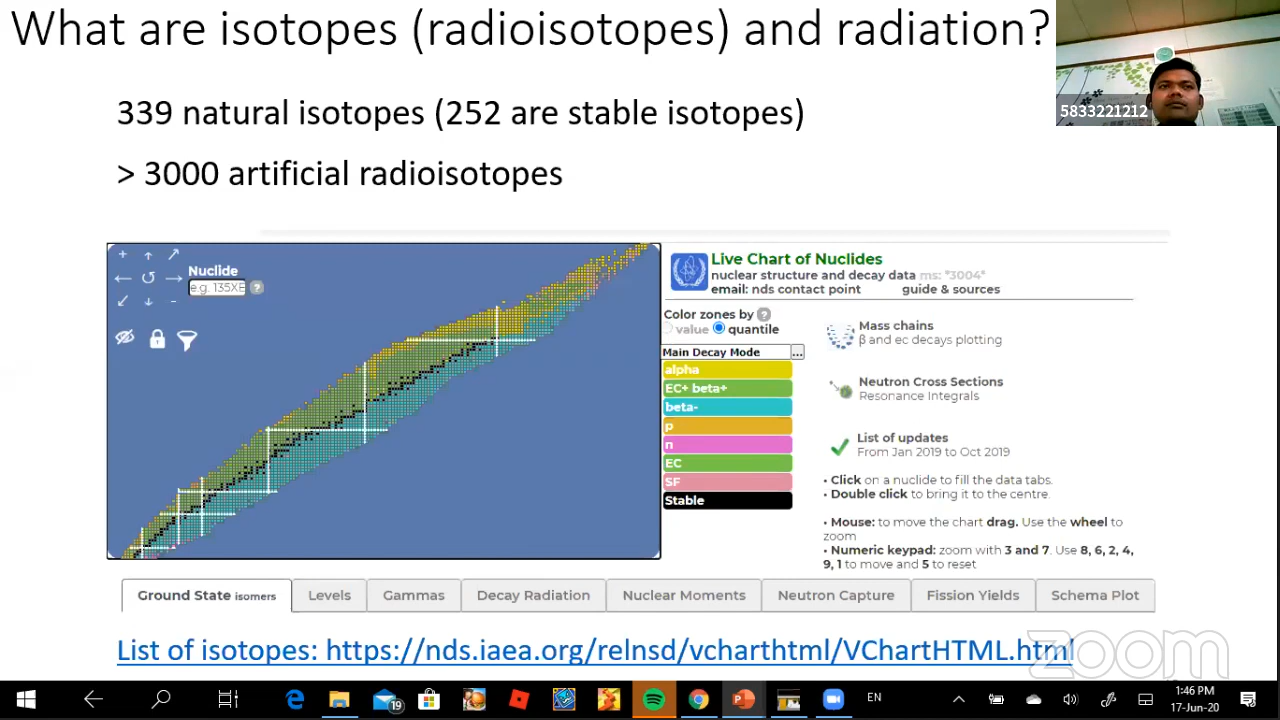 What are isotopes (radioisotopes) and radiation?
5833221212
339 natural isotopes (252 are stable isotopes)
> 3000 artificial radioisotopes
Nuclide
e.g. 135XE ?
Live Chart of Nuclides
nuclear structure and decay data ms: *3004*
email: nds contact point guide & sources
Color zones by ?
value quantile
Main Decay Mode ...
alpha
EC+ beta+
beta-
p
n
EC
SF
Stable
Mass chains
β and ec decays plotting
Neutron Cross Sections
Resonance Integrals
List of updates
From Jan 2019 to Oct 2019
• Click on a nuclide to fill the data tabs.
• Double click to bring it to the centre.
• Mouse: to move the chart drag. Use the wheel to
zoom
• Numeric keypad: zoom with 3 and 7. Use 8, 6, 2, 4,
9, 1 to move and 5 to reset
Ground State isomers Levels Gammas Decay Radiation Nuclear Moments Neutron Capture Fission Yields Schema Plot
List of isotopes: https://nds.iaea.org/relnsd/vcharthtml/VChartHTML.html
zoom
19
EN
1:46 PM
17-Jun-20